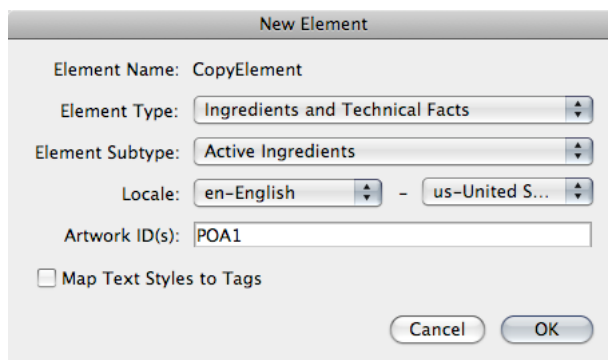 New Element
Element Name: CopyElement
Element Type: Ingredients and Technical Facts
Element Subtype: Active Ingredients
Locale: en-English - us-United S...
Artwork ID(s): POA1
Map Text Styles to Tags
Cancel OK